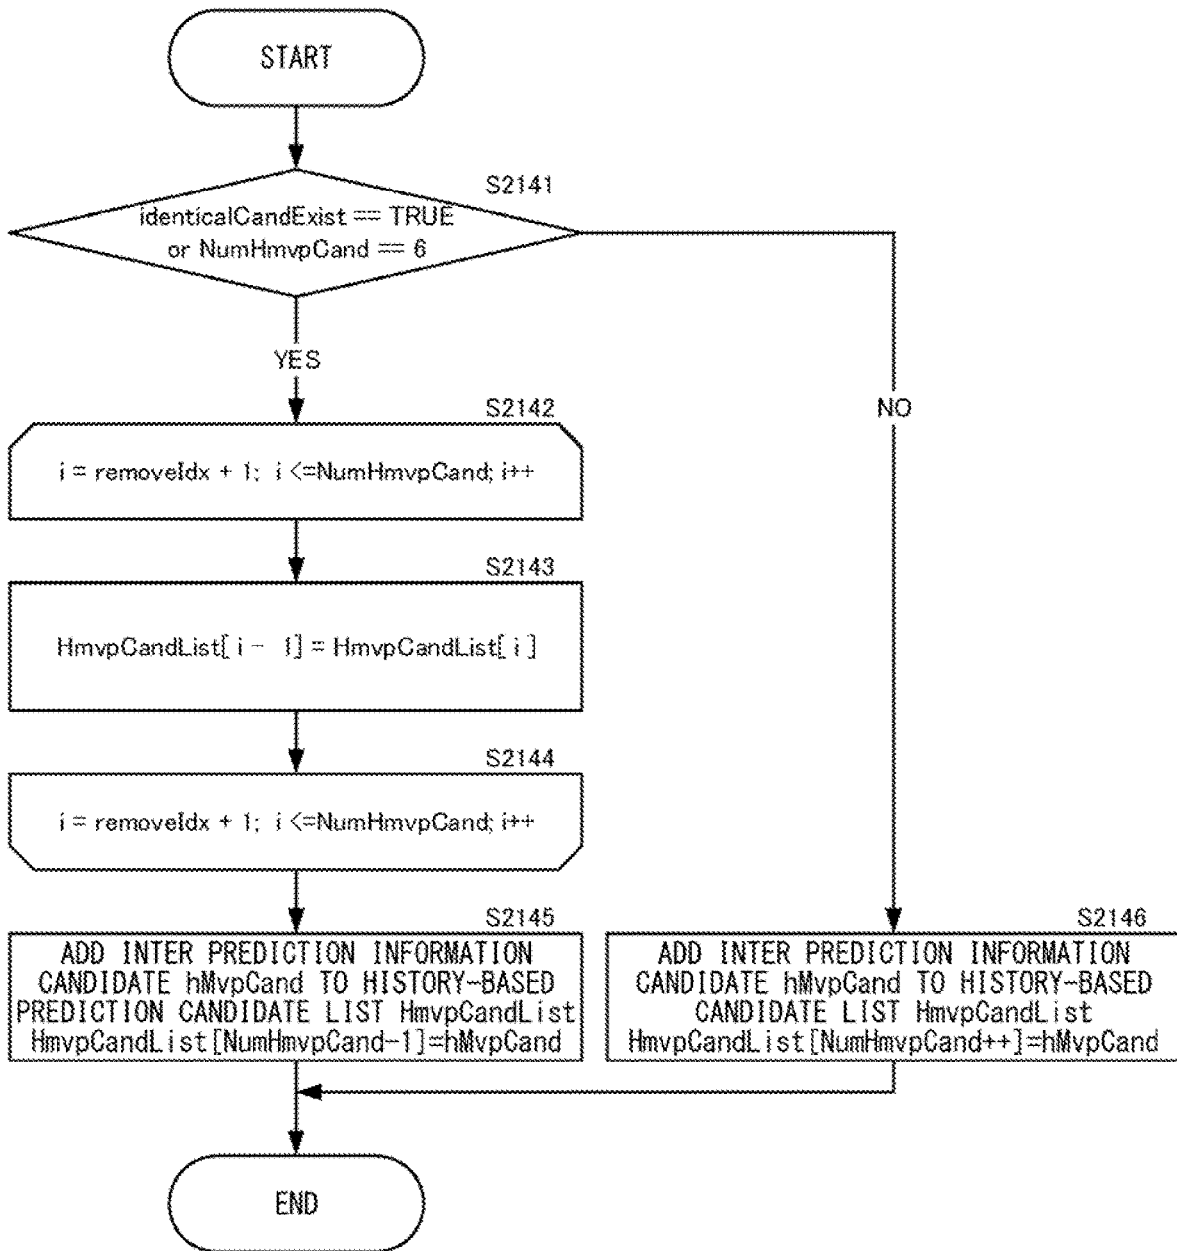 START
S2141
identicalCandExist == TRUE
or NumHmvpCand == 6
YES
NO
S2142
i = removeIdx + 1; i <=NumHmvpCand; i++
S2143
HmvpCandList[ i - 1] = HmvpCandList[ i ]
S2144
i = removeIdx + 1; i <=NumHmvpCand; i++
S2145
ADD INTER PREDICTION INFORMATION
CANDIDATE hMvpCand TO HISTORY-BASED
PREDICTION CANDIDATE LIST HmvpCandList
HmvpCandList[NumHmvpCand-1]=hMvpCand
S2146
ADD INTER PREDICTION INFORMATION
CANDIDATE hMvpCand TO HISTORY-BASED
CANDIDATE LIST HmvpCandList
HmvpCandList[NumHmvpCand++]=hMvpCand
END